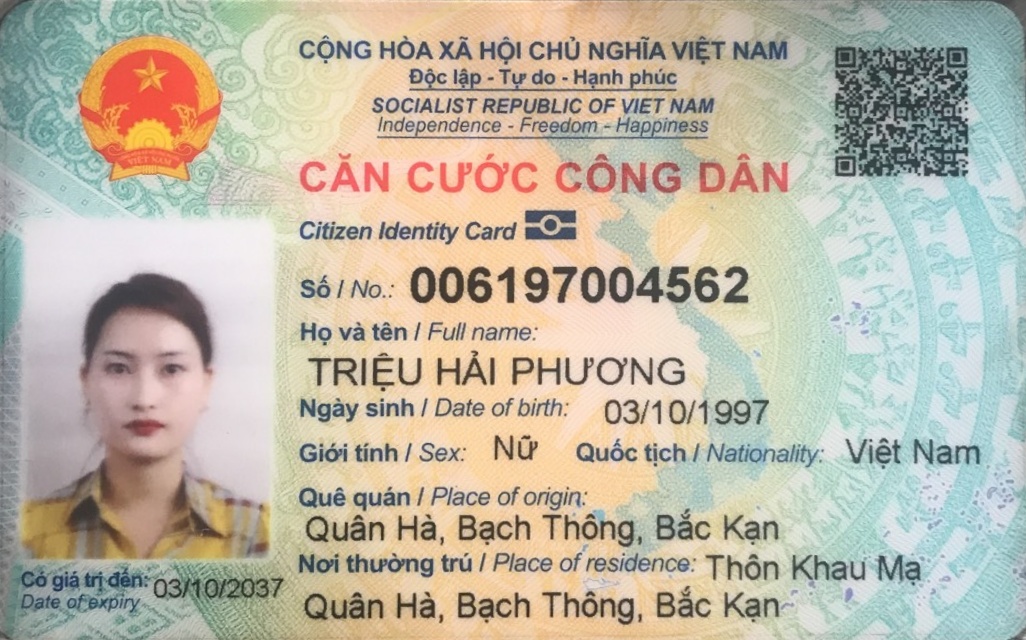 CỘNG HÒA XÃ HỘI CHỦ NGHĨA VIỆT NAM
Độc lập - Tự do - Hạnh phúc
SOCIALIST REPUBLIC OF VIET NAM
Independence - Freedom - Happiness
CĂN CƯỚC CÔNG DÂN
Citizen Identity Card
Số / No.: 006197004562
Họ và tên / Full name:
TRIỆU HẢI PHƯƠNG
Ngày sinh / Date of birth: 03/10/1997
Giới tính / Sex: Nữ Quốc tịch / Nationality: Việt Nam
Quê quán / Place of origin:
Quân Hà, Bạch Thông, Bắc Kạn
Nơi thường trú / Place of residence: Thôn Khau Mạ
Quân Hà, Bạch Thông, Bắc Kạn
Có giá trị đến: 03/10/2037
Date of expiry
VIỆT NAM